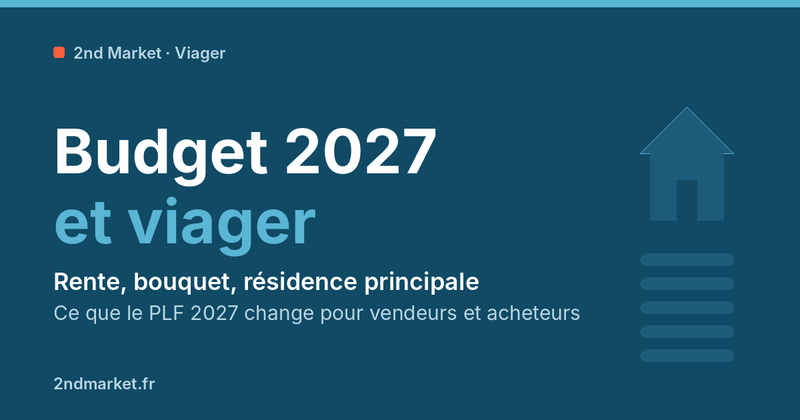 2nd Market · Viager
Budget 2027
et viager
Rente, bouquet, résidence principale
Ce que le PLF 2027 change pour vendeurs et acheteurs
2ndmarket.fr